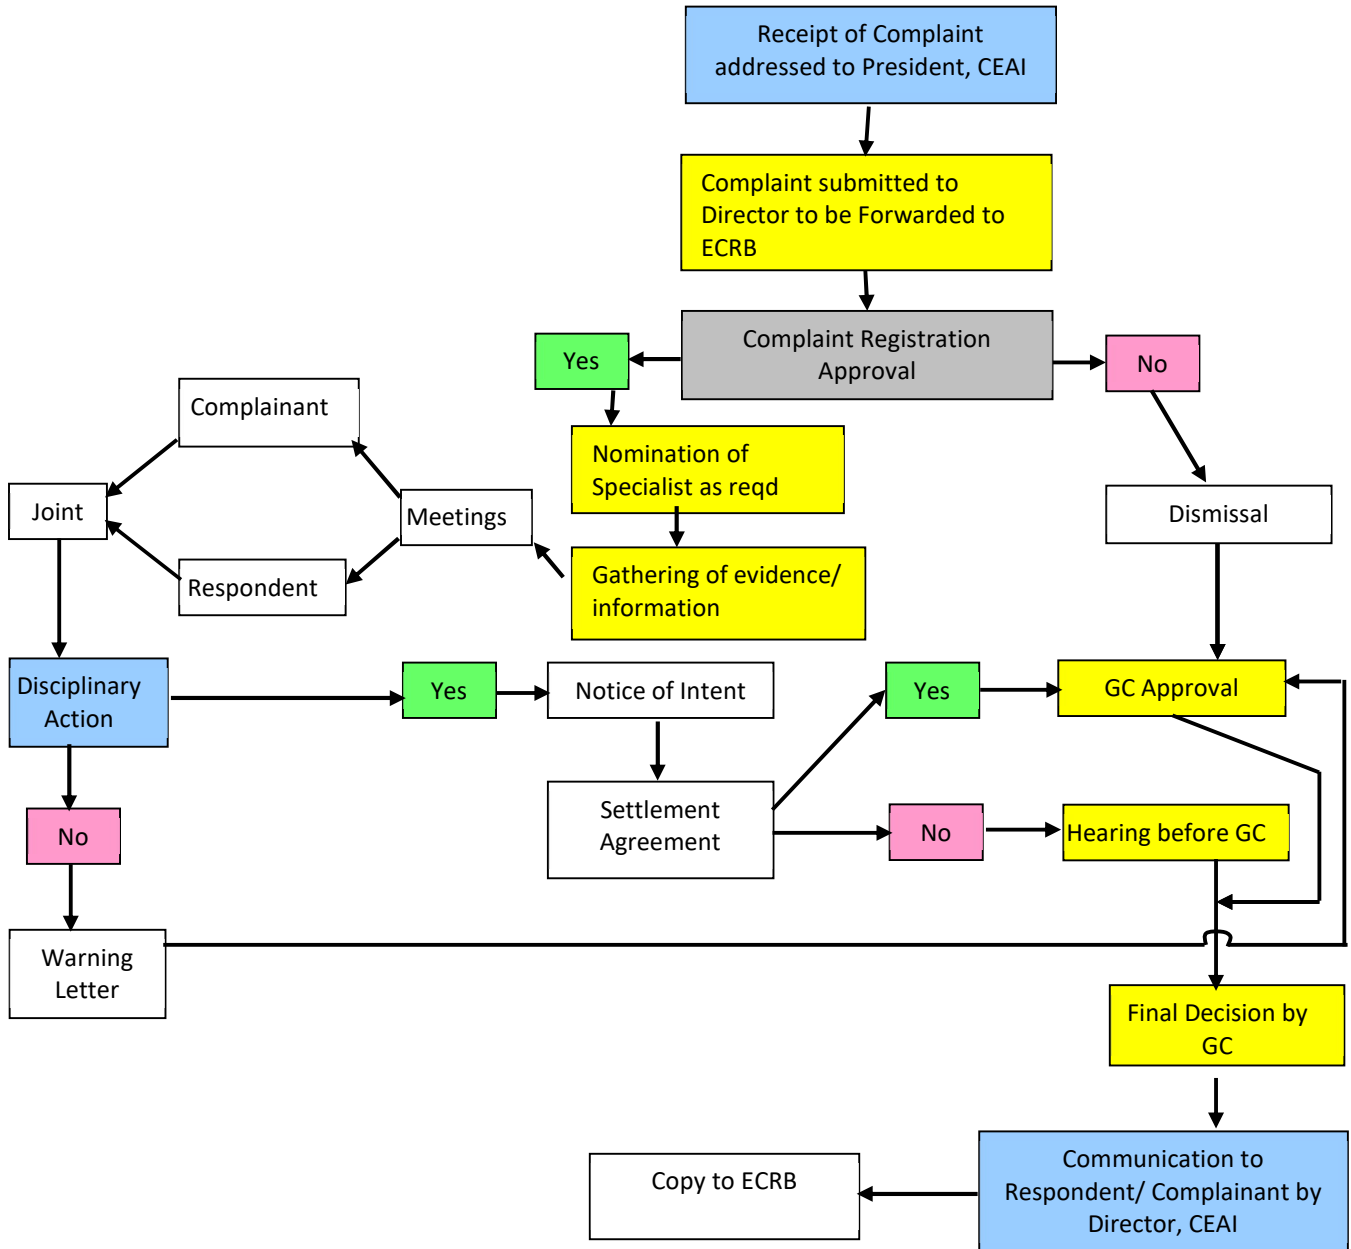 Receipt of Complaint
addressed to President, CEAI
Complaint submitted to
Director to be Forwarded to
ECRB
Complaint Registration
Approval
Yes
No
Complainant
Nomination of
Specialist as reqd
Joint
Meetings
Dismissal
Respondent
Gathering of evidence/
information
Disciplinary
Action
Yes
Notice of Intent
Yes
GC Approval
No
Settlement
Agreement
No
Hearing before GC
Warning
Letter
Final Decision by
GC
Communication to
Respondent/ Complainant by
Director, CEAI
Copy to ECRB